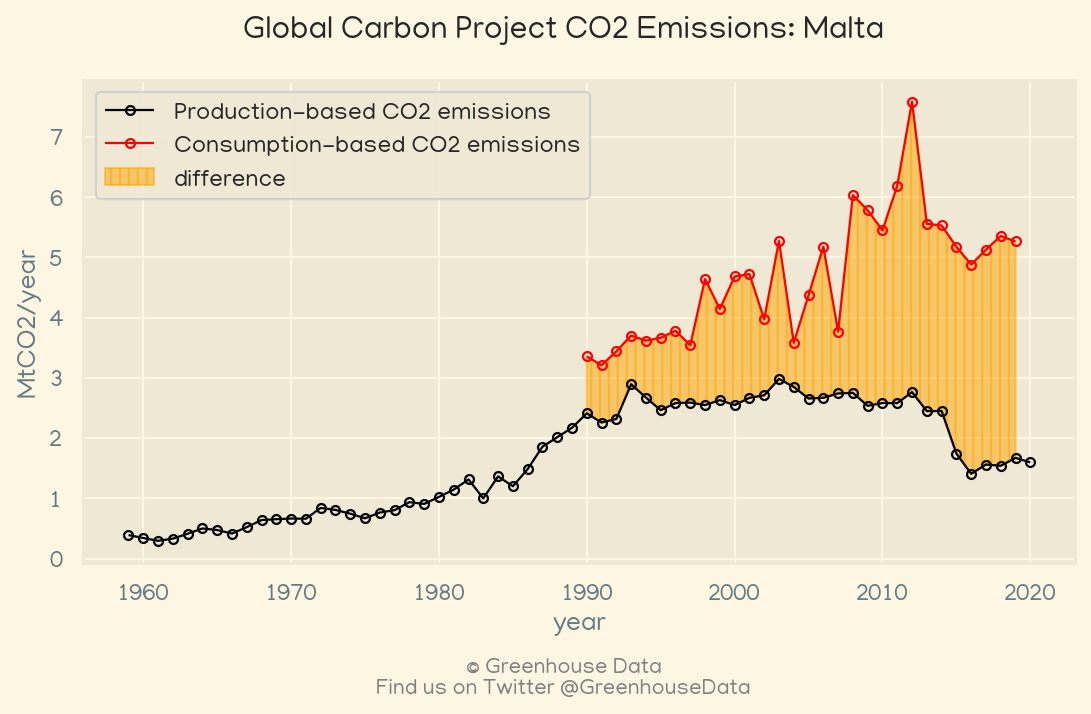 Global Carbon Project CO2 Emissions: Malta
Production-based CO2 emissions
Consumption-based CO2 emissions
difference
MtCO2/year
7
6
5
4
3
2
1
0
1960 1970 1980 1990 2000 2010 2020
year
© Greenhouse Data
Find us on Twitter @GreenhouseData